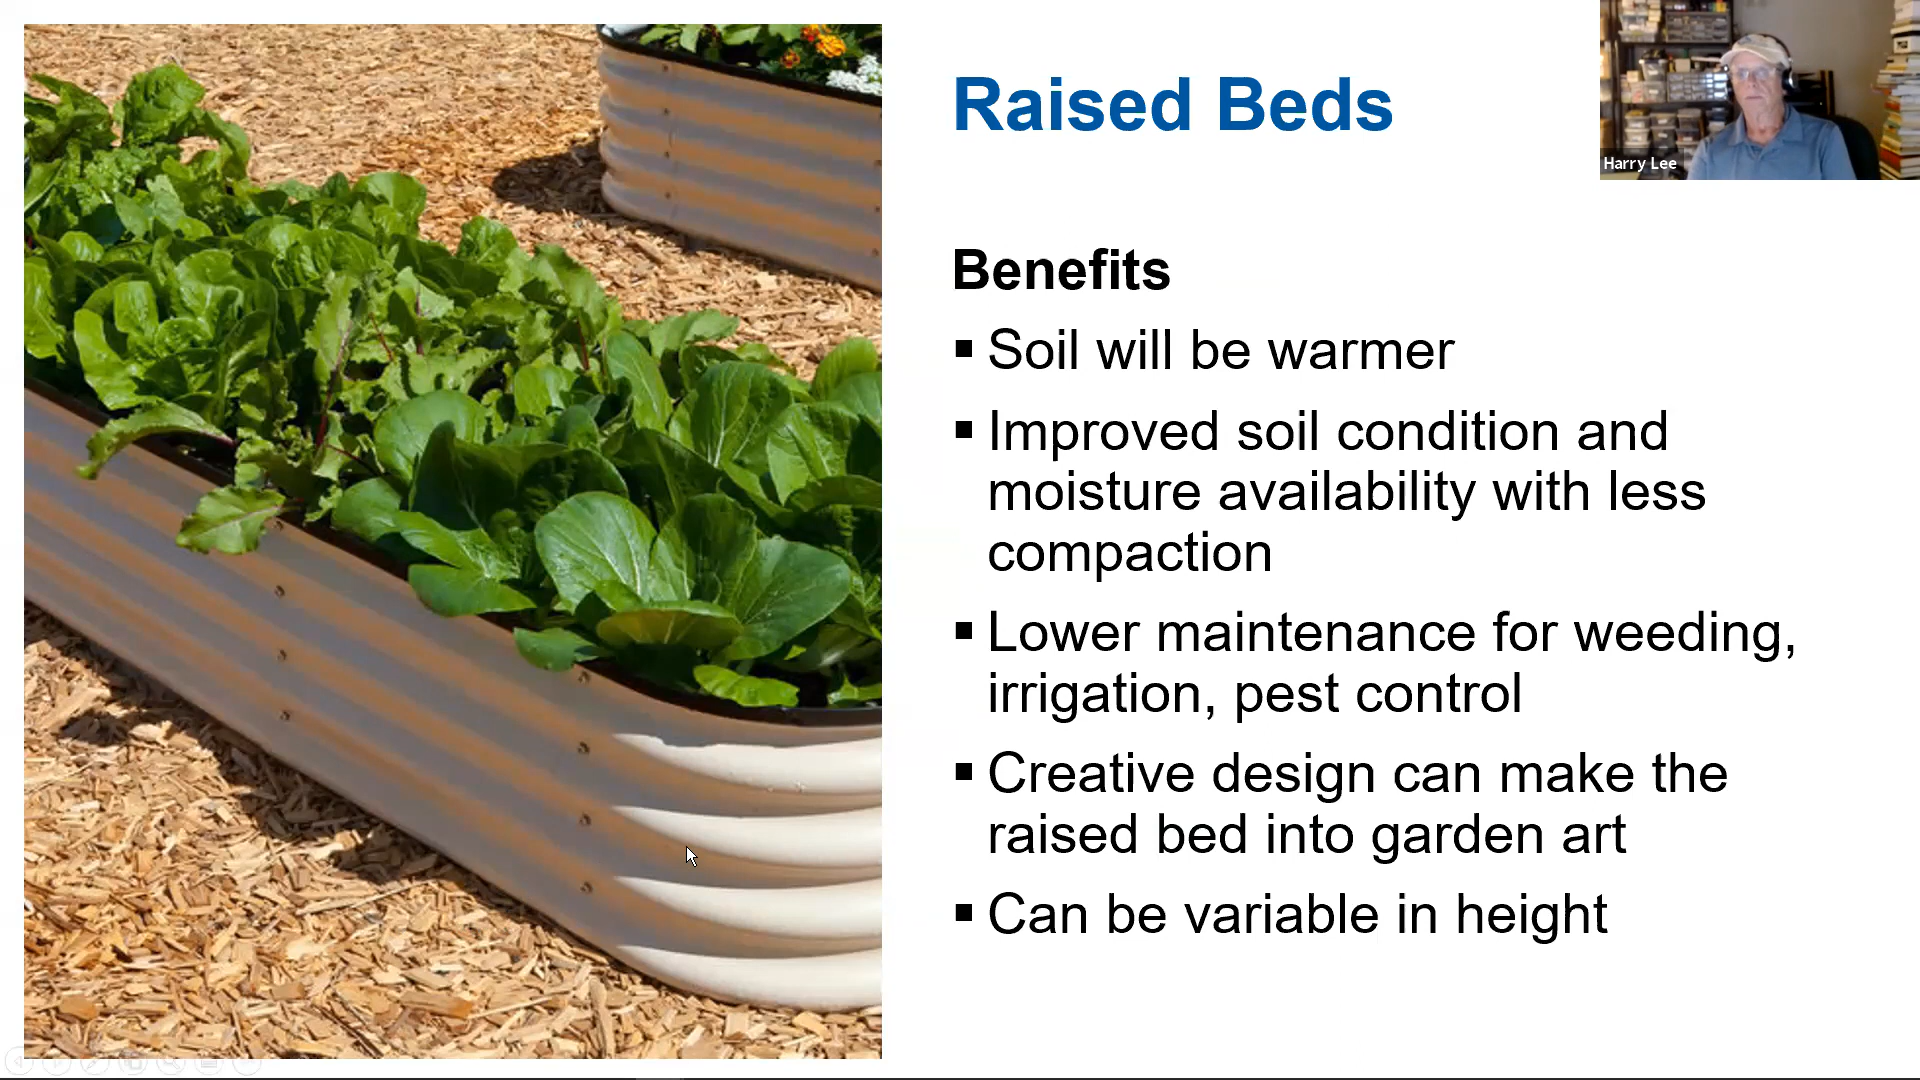 Raised Beds
Harry Lee
Benefits
▪ Soil will be warmer
▪ Improved soil condition and
moisture availability with less
compaction
▪ Lower maintenance for weeding,
irrigation, pest control
▪ Creative design can make the
raised bed into garden art
▪ Can be variable in height